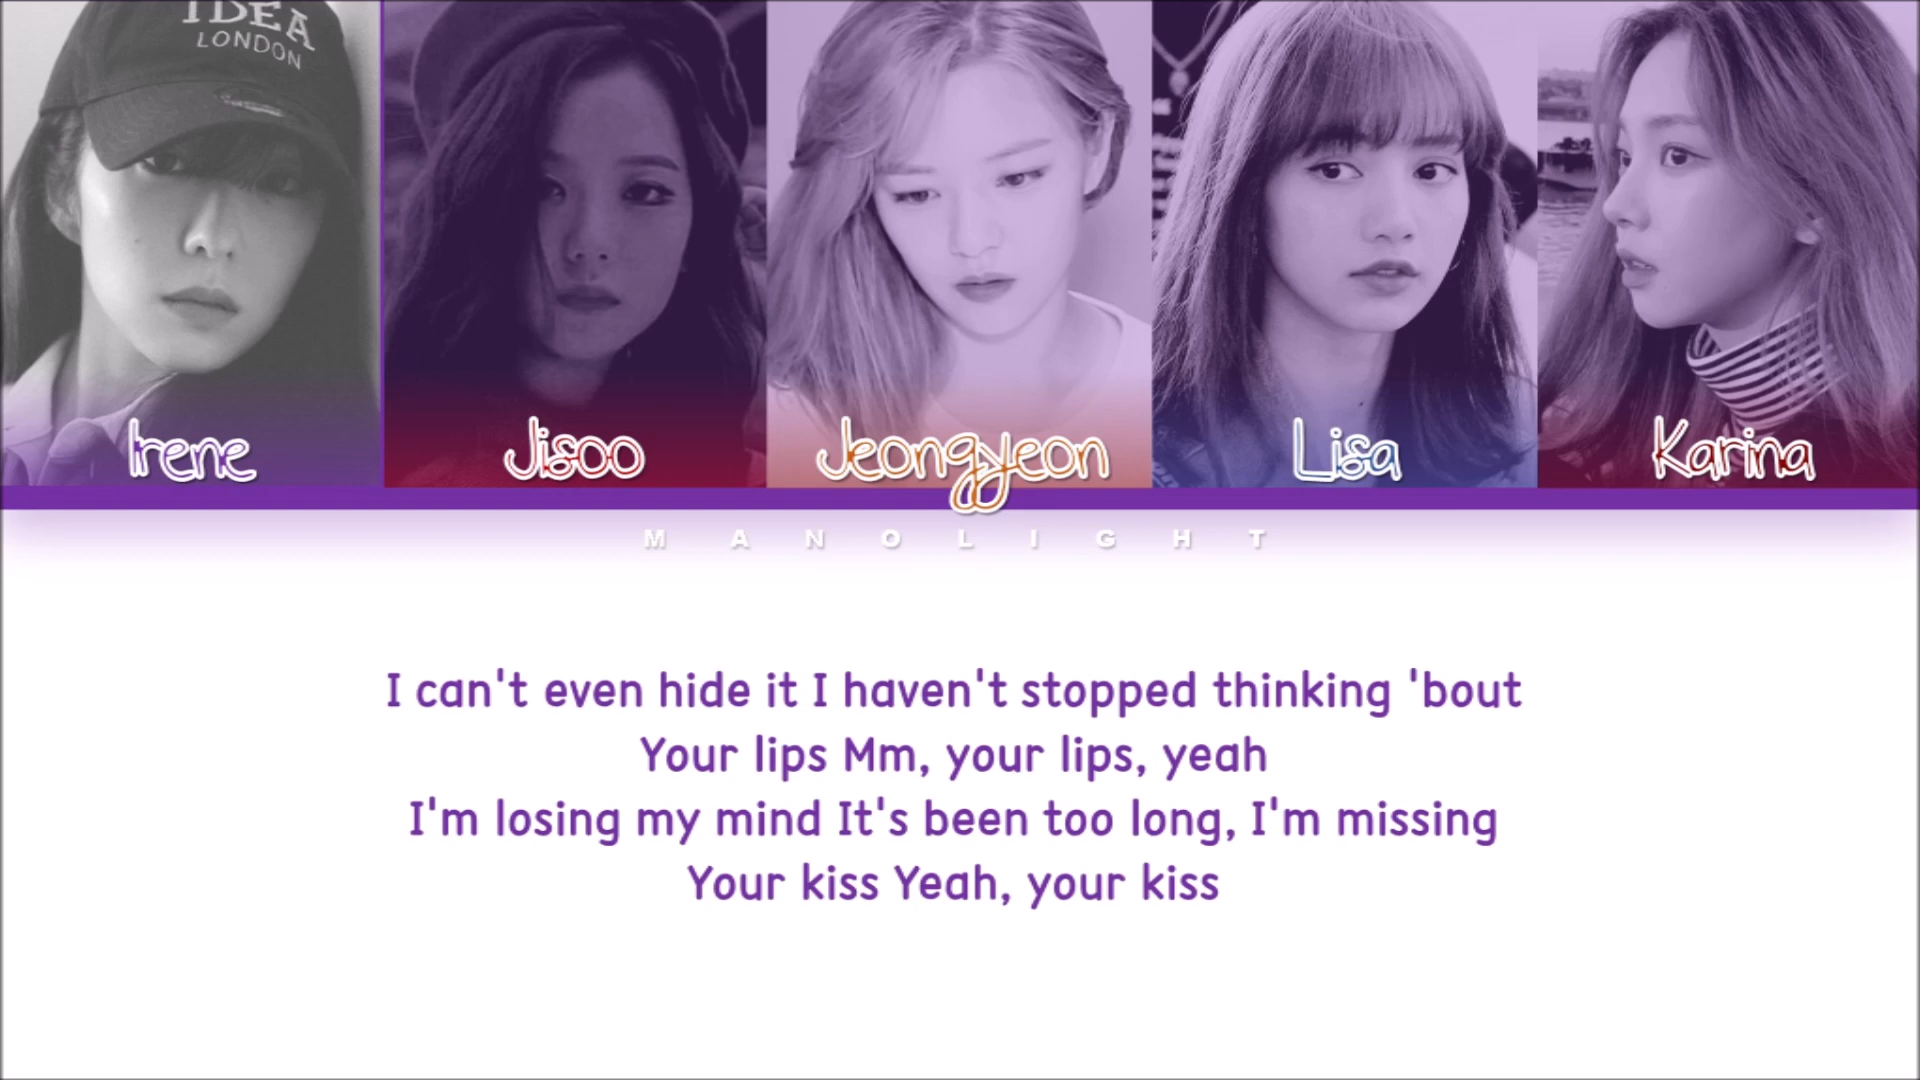 IDEA
LONDON
Irene
Jisoo
Jeongyeon
Lisa
Karina
MANOLIGHT
I can't even hide it I haven't stopped thinking 'bout
Your lips Mm, your lips, yeah
I'm losing my mind It's been too long, I'm missing
Your kiss Yeah, your kiss